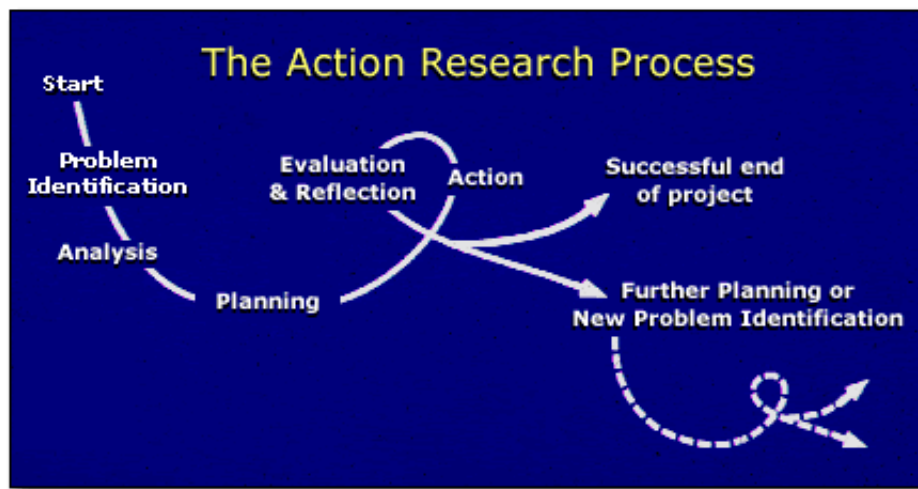 The Action Research Process
Start
Problem
Identification
Analysis
Planning
Action
Evaluation
& Reflection
Successful end
of project
Further Planning or
New Problem Identification